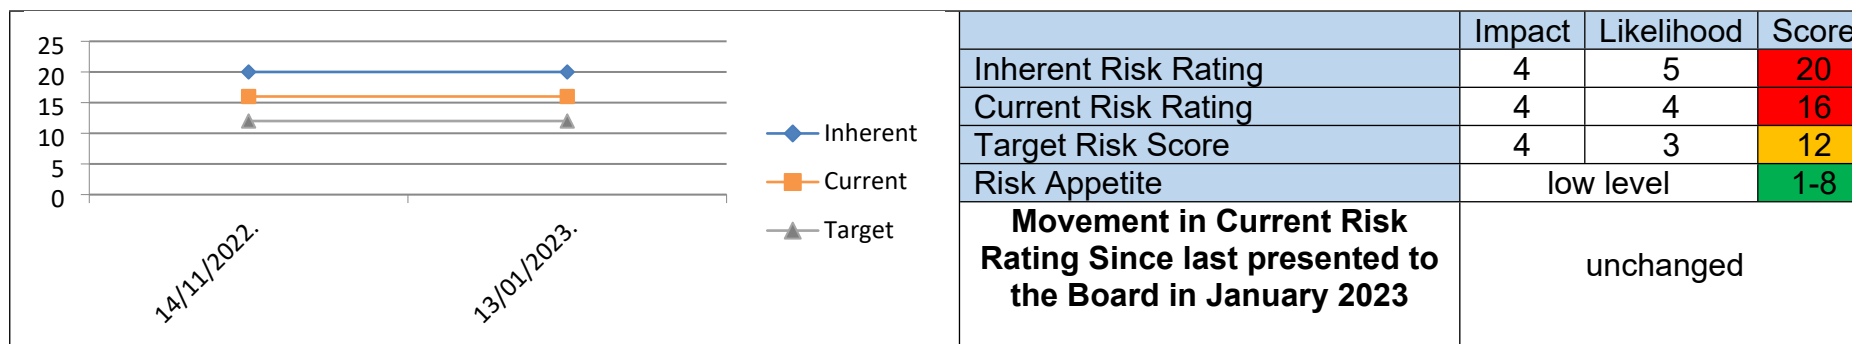 25
20
15
10
5
0
14/11/2022.
13/01/2023.
Inherent
Current
Target
Impact Likelihood Score
Inherent Risk Rating 4 5 20
Current Risk Rating 4 4 16
Target Risk Score 4 3 12
Risk Appetite low level 1-8
Movement in Current Risk
Rating Since last presented to
the Board in January 2023
unchanged